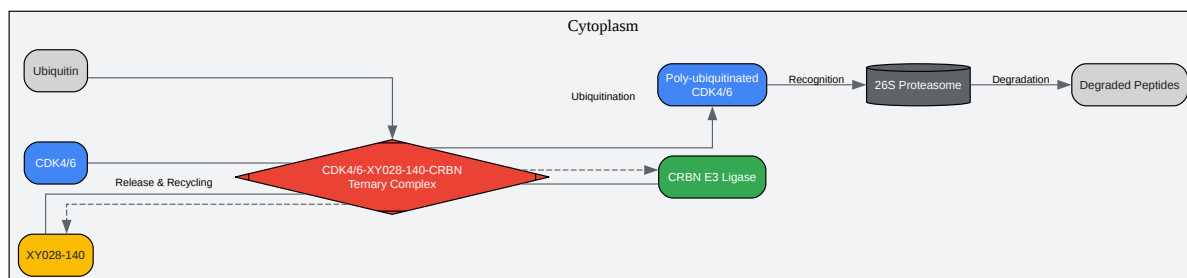 Cytoplasm
Ubiquitin
Poly-ubiquitinated
CDK4/6
Recognition
26S Proteasome
Degradation
Degraded Peptides
Ubiquitination
CDK4/6
CDK4/6-XY028-140-CRBN
Ternary Complex
CRBN E3 Ligase
Release & Recycling
XY028-140